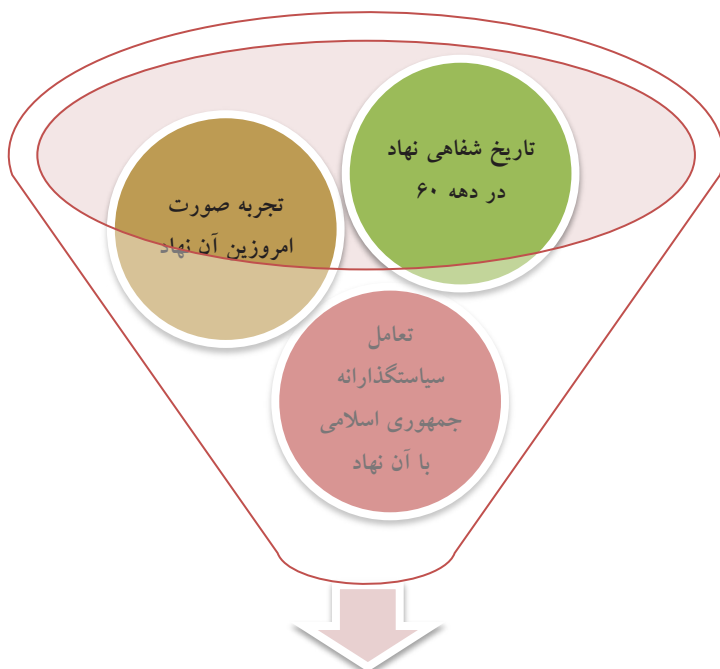 تاریخ شفاهی نهاد
در دهه ۶۰
تجربه صورت
امروزین آن نهاد
تعامل
سیاستگذارانه
جمهوری اسلامی
با آن نهاد